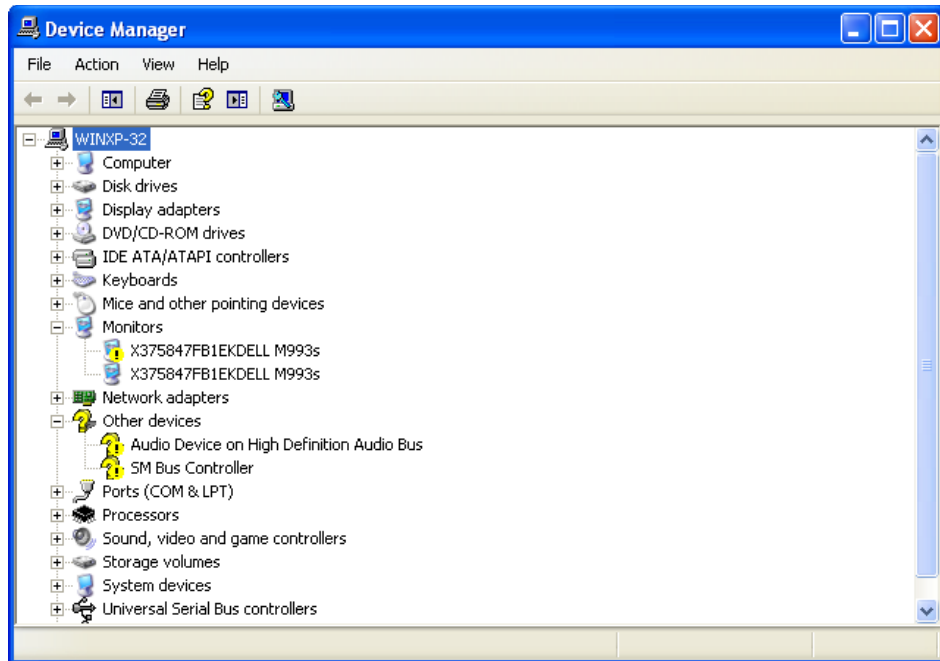 Device Manager
File Action View Help
WINXP-32
Computer
Disk drives
Display adapters
DVD/CD-ROM drives
IDE ATA/ATAPI controllers
Keyboards
Mice and other pointing devices
Monitors
X375847FB1EKDELL M993s
X375847FB1EKDELL M993s
Network adapters
Other devices
Audio Device on High Definition Audio Bus
SM Bus Controller
Ports (COM & LPT)
Processors
Sound, video and game controllers
Storage volumes
System devices
Universal Serial Bus controllers